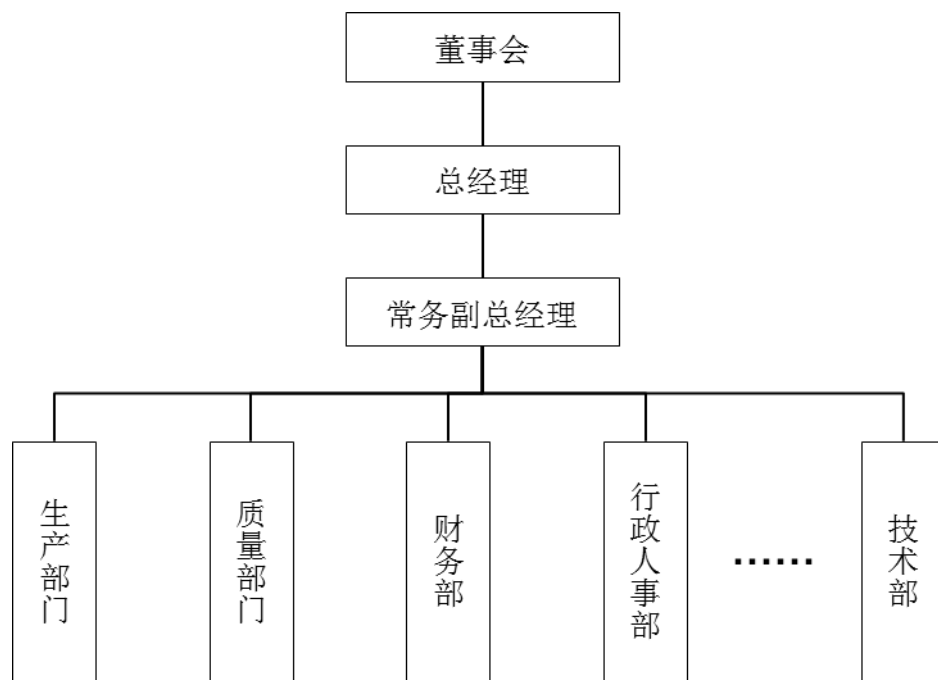 董事会
总经理
常务副总经理
生产部门
质量部门
财务部
行政人事部
……
技术部